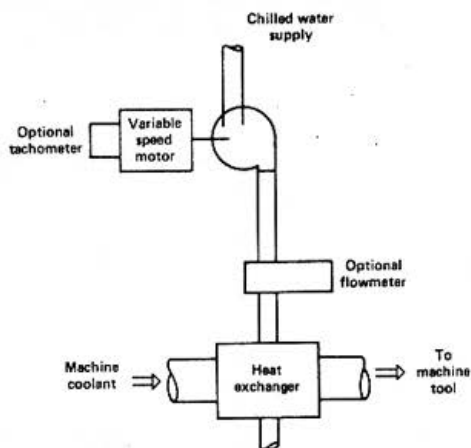 Chilled water
supply
Optional
tachometer
Variable
speed
motor
Optional
flowmeter
Machine
coolant
Heat
exchanger
To
machine
tool